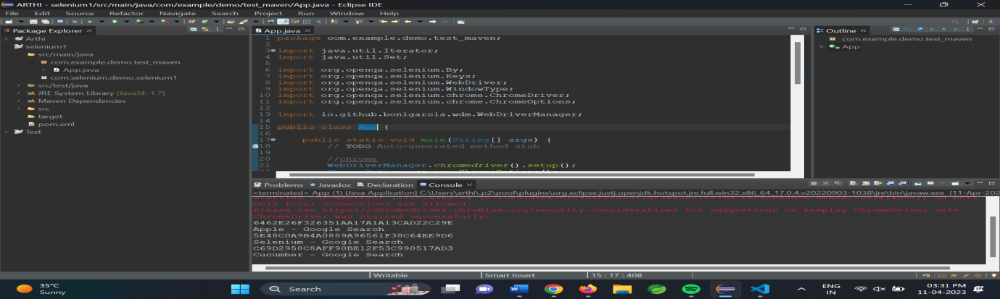 ARTHI - selenium1/src/main/java/com/example/demo/test_maven/App.java - Eclipse IDE
File Edit Source Refactor Navigate Search Project Run Window Help
Package Explorer
Arthi
selenium1
src/main/java
com.example.demo.test_maven
App.java
com.selenium.demo.selenium1
src/test/java
JRE System Library [JavaSE-1.7]
Maven Dependencies
src
target
pom.xml
Test
App.java
1 package com.example.demo.test_maven;
2
3 import java.util.Iterator;
4 import java.util.Set;
5
6 import org.openqa.selenium.By;
7 import org.openqa.selenium.Keys;
8 import org.openqa.selenium.WebDriver;
9 import org.openqa.selenium.WindowType;
10 import org.openqa.selenium.chrome.ChromeDriver;
11 import org.openqa.selenium.chrome.ChromeOptions;
12
13 import io.github.bonigarcia.wdm.WebDriverManager;
14
15 public class App {
16
17 public static void main(String[] args) {
18 // TODO Auto-generated method stub
19
20 //chrome
21 WebDriverManager.chromedriver().setup();
Outline
com.example.demo.test_maven
App
Problems Javadoc Declaration Console
<terminated> App (1) [Java Application] C:\Users\arthi\.p2\pool\plugins\org.eclipse.justj.openjdk.hotspot.jre.full.win32.x86_64_17.0.4.v20220903-1038\jre\bin\javaw.exe (11-Apr-202
Only local connections are allowed.
Please see https://chromedriver.chromium.org/security-considerations for suggestions on keeping ChromeDriver safe.
ChromeDriver was started successfully.
6462E26F326351AA17A1A13CAD22C29E
Apple - Google Search
5E48C0A9B4A0889A96561F38C64EE9D6
Selenium - Google Search
C69D2958C8AFF90BE12F53C990517AD3
Cucumber - Google Search
Writable Smart Insert 15 : 17 : 408
35°C
Sunny
Search
ENG
IN
03:31 PM
11-04-2023